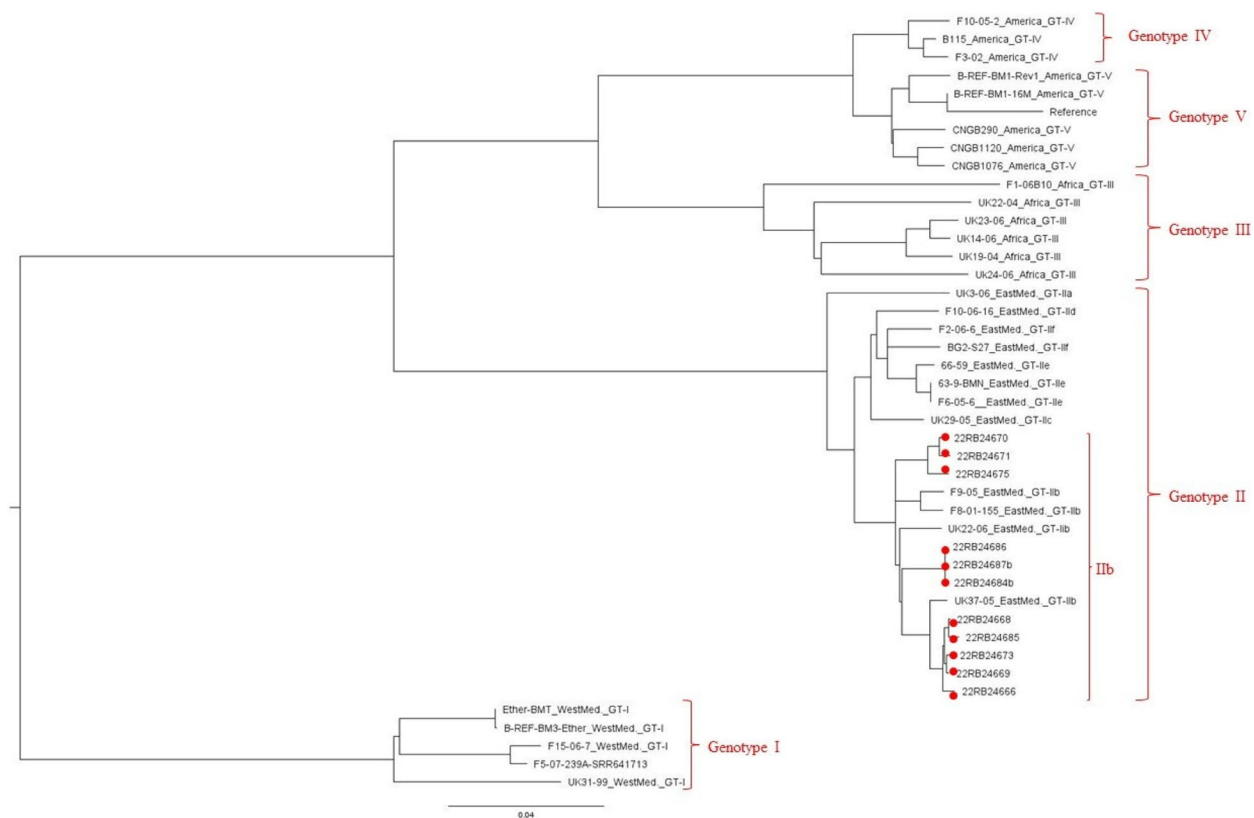 F10-05-2_America_GT-IV
B115_America_GT-IV
F3-02_America_GT-IV
Genotype IV
B-REF-BM1-Rev1_America_GT-V
B-REF-BM1-16M_America_GT-V
Reference
CNGB290_America_GT-V
CNGB1120_America_GT-V
CNGB1076_America_GT-V
Genotype V
F1-06B10_Africa_GT-III
UK22-04_Africa_GT-III
UK23-06_Africa_GT-III
UK14-06_Africa_GT-III
UK19-04_Africa_GT-III
Uk24-06_Africa_GT-III
Genotype III
UK3-06_EastMed._GT-IIa
F10-06-16_EastMed._GT-IId
F2-06-6_EastMed._GT-IIf
BG2-S27_EastMed._GT-IIf
66-59_EastMed._GT-IIe
63-9-BMN_EastMed._GT-IIe
F6-05-6__EastMed._GT-IIe
UK29-05_EastMed._GT-IIc
22RB24670
22RB24671
22RB24675
F9-05_EastMed._GT-IIb
F8-01-155_EastMed._GT-IIb
UK22-06_EastMed._GT-IIb
22RB24686
22RB24687b
22RB24684b
UK37-05_EastMed._GT-IIb
22RB24668
22RB24685
22RB24673
22RB24669
22RB24666
IIb
Genotype II
Ether-BMT_WestMed._GT-I
B-REF-BM3-Ether_WestMed._GT-I
F15-06-7_WestMed._GT-I
F5-07-239A-SRR641713
UK31-99_WestMed._GT-I
Genotype I
0.04